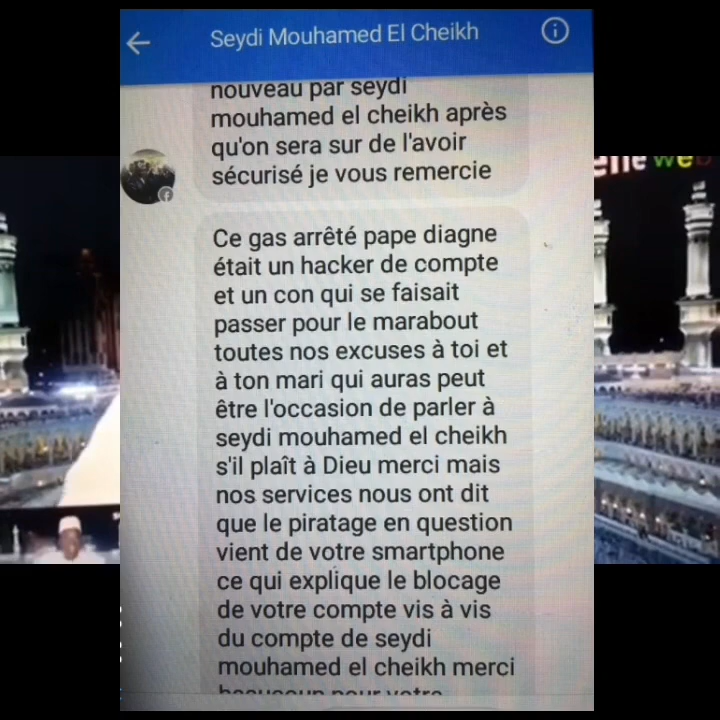 Seydi Mouhamed El Cheikh
nouveau par seydi
mouhamed el cheikh après
qu'on sera sur de l'avoir
sécurisé je vous remercie
Ce gas arrêté pape diagne
était un hacker de compte
et un con qui se faisait
passer pour le marabout
toutes nos excuses à toi et
à ton mari qui auras peut
être l'occasion de parler à
seydi mouhamed el cheikh
s'il plaît à Dieu merci mais
nos services nous ont dit
que le piratage en question
vient de votre smartphone
ce qui explique le blocage
de votre compte vis à vis
du compte de seydi
mouhamed el cheikh merci
beaucoup pour votre